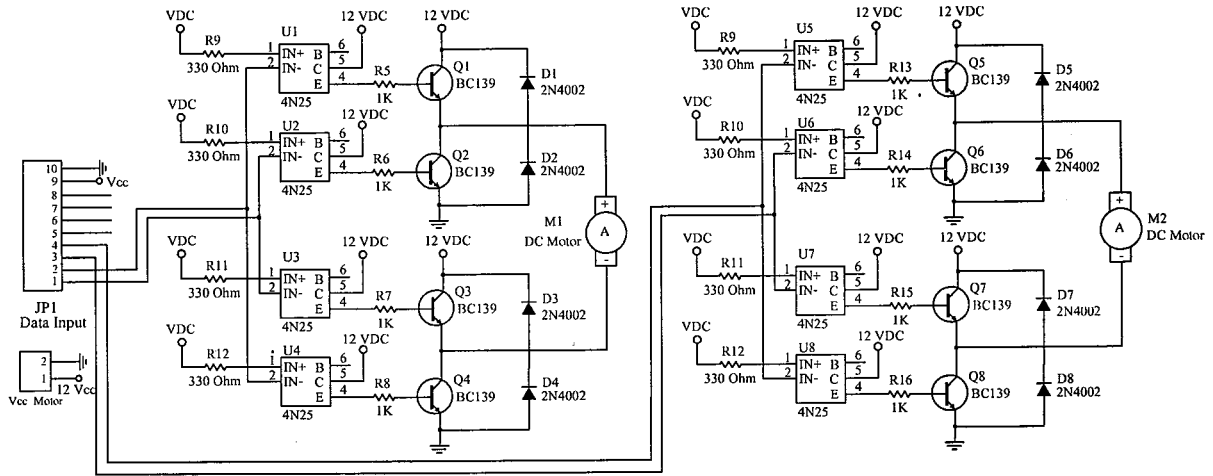 VDC
R9
330 Ohm
U1
1 IN+
2 IN-
B 6
C 5
E 4
4N25
12 VDC
R5
1K
12 VDC
Q1
BC139
D1
2N4002
VDC
R10
330 Ohm
U2
1 IN+
2 IN-
B 6
C 5
E 4
4N25
12 VDC
R6
1K
Q2
BC139
D2
2N4002
M1
DC Motor
+
A
-
VDC
R11
330 Ohm
U3
1 IN+
2 IN-
B 6
C 5
E 4
4N25
12 VDC
R7
1K
12 VDC
Q3
BC139
D3
2N4002
VDC
R12
330 Ohm
U4
1 IN+
2 IN-
B 6
C 5
E 4
4N25
12 VDC
R8
1K
Q4
BC139
D4
2N4002
10
9
8
7
6
5
4
3
2
1
Vcc
JP1
Data Input
2
1
12 Vcc
Vcc Motor
VDC
R9
330 Ohm
U5
1 IN+
2 IN-
B 6
C 5
E 4
4N25
12 VDC
R13
1K
12 VDC
Q5
BC139
D5
2N4002
VDC
R10
330 Ohm
U6
1 IN+
2 IN-
B 6
C 5
E 4
4N25
12 VDC
R14
1K
Q6
BC139
D6
2N4002
+
A
-
M2
DC Motor
VDC
R11
330 Ohm
U7
1 IN+
2 IN-
B 6
C 5
E 4
4N25
12 VDC
R15
1K
12 VDC
Q7
BC139
D7
2N4002
VDC
R12
330 Ohm
U8
1 IN+
2 IN-
B 6
C 5
E 4
4N25
12 VDC
R16
1K
Q8
BC139
D8
2N4002